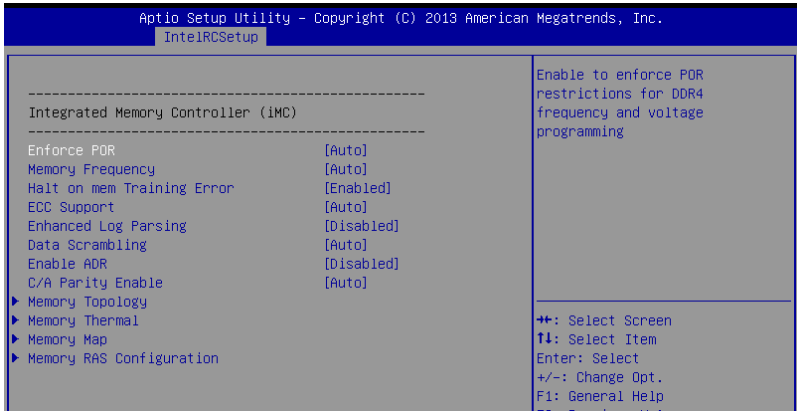 Aptio Setup Utility – Copyright (C) 2013 American Megatrends, Inc.
IntelRCSetup
------------------------------------------------
Integrated Memory Controller (iMC)
------------------------------------------------
Enforce POR [Auto]
Memory Frequency [Auto]
Halt on mem Training Error [Enabled]
ECC Support [Auto]
Enhanced Log Parsing [Disabled]
Data Scrambling [Auto]
Enable ADR [Disabled]
C/A Parity Enable [Auto]
Memory Topology
Memory Thermal
Memory Map
Memory RAS Configuration
Enable to enforce POR
restrictions for DDR4
frequency and voltage
programming
→←: Select Screen
↑↓: Select Item
Enter: Select
+/-: Change Opt.
F1: General Help